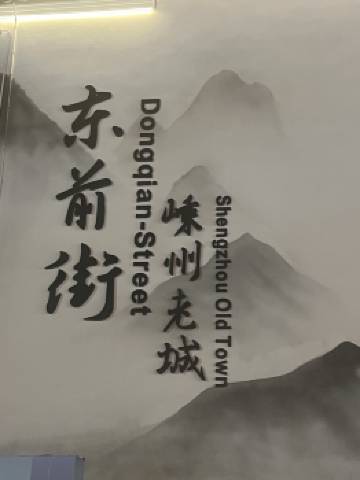 东前街
Dongqian-Street
嵊州老城
Shengzhou Old Town